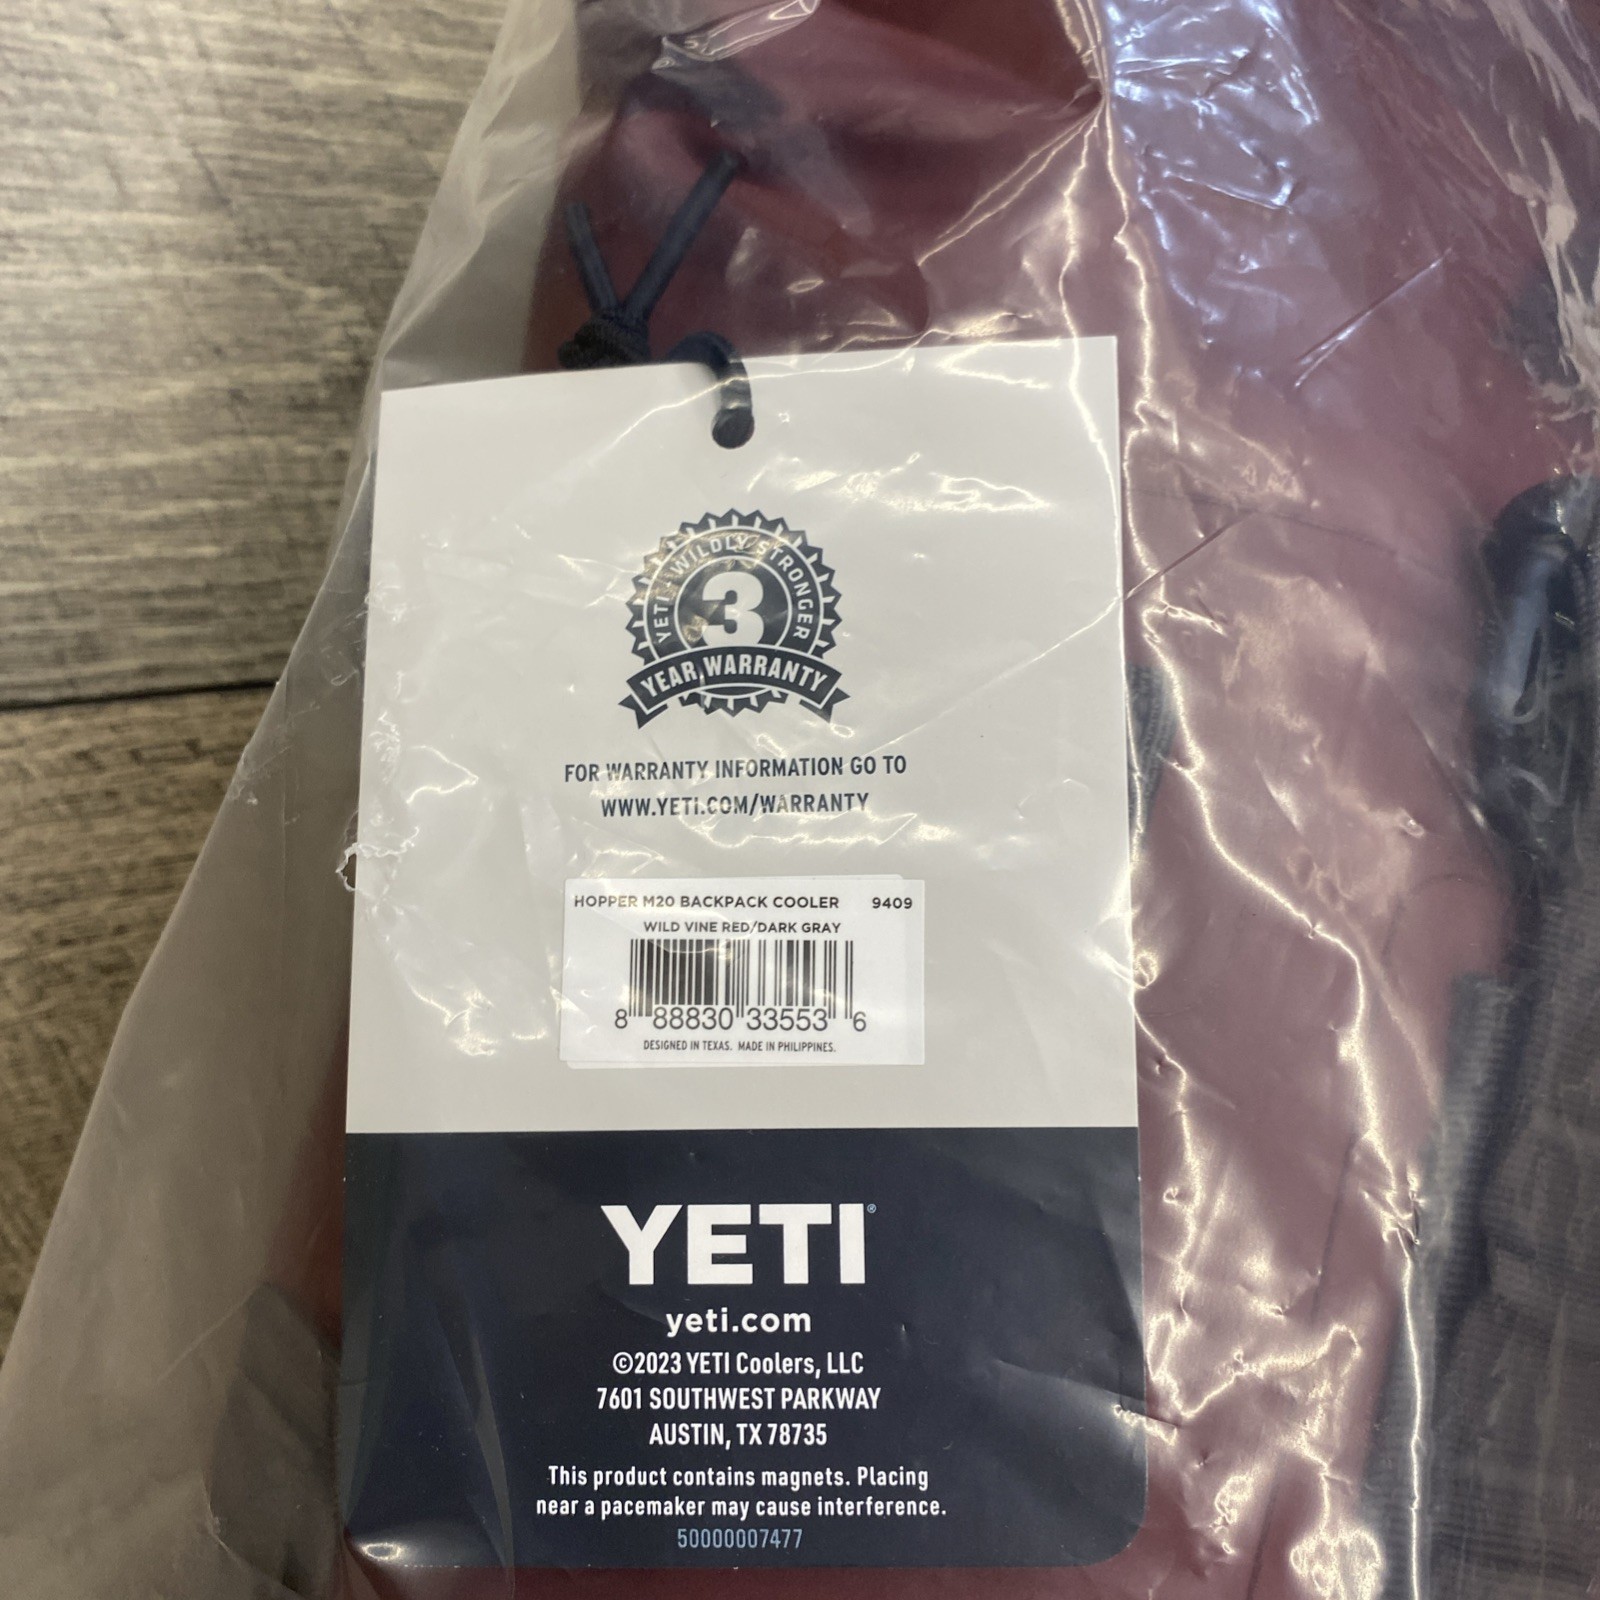 YETI WILDLY STRONGER
3
YEAR WARRANTY
FOR WARRANTY INFORMATION GO TO
WWW.YETI.COM/WARRANTY
HOPPER M20 BACKPACK COOLER 9409
WILD VINE RED/DARK GRAY
8 88830 33553 6
DESIGNED IN TEXAS. MADE IN PHILIPPINES.
YETI®
yeti.com
©2023 YETI Coolers, LLC
7601 SOUTHWEST PARKWAY
AUSTIN, TX 78735
This product contains magnets. Placing
near a pacemaker may cause interference.
50000007477